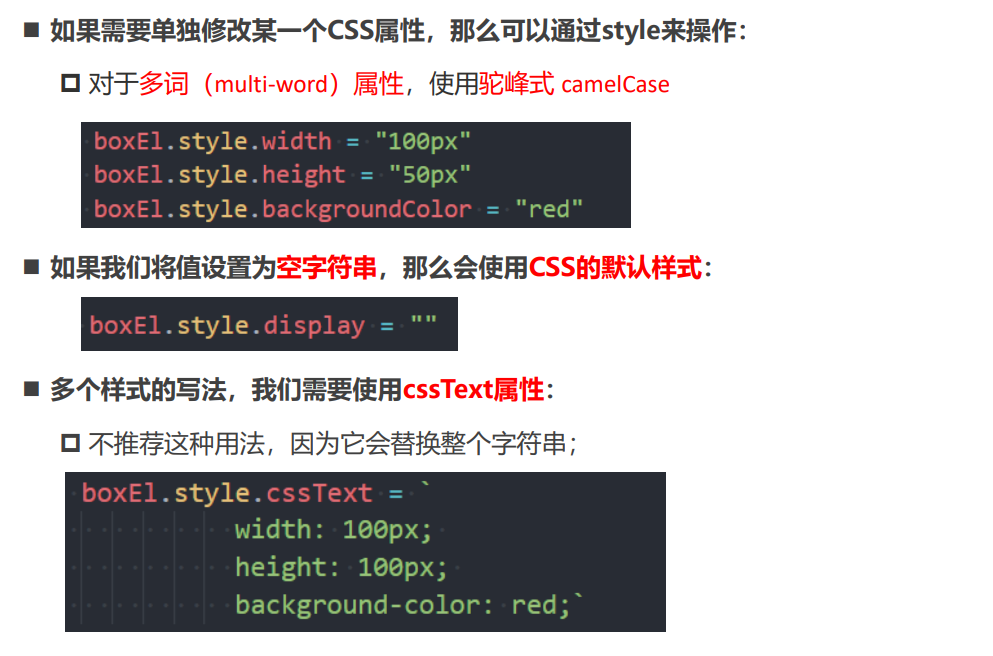 如果需要单独修改某一个CSS属性，那么可以通过style来操作：
对于多词（multi-word）属性，使用驼峰式 camelCase
boxEl.style.width = "100px"
boxEl.style.height = "50px"
boxEl.style.backgroundColor = "red"
如果我们将值设置为空字符串，那么会使用CSS的默认样式：
boxEl.style.display = ""
多个样式的写法，我们需要使用cssText属性：
不推荐这种用法，因为它会替换整个字符串；
boxEl.style.cssText = `
width: 100px;
height: 100px;
background-color: red;`